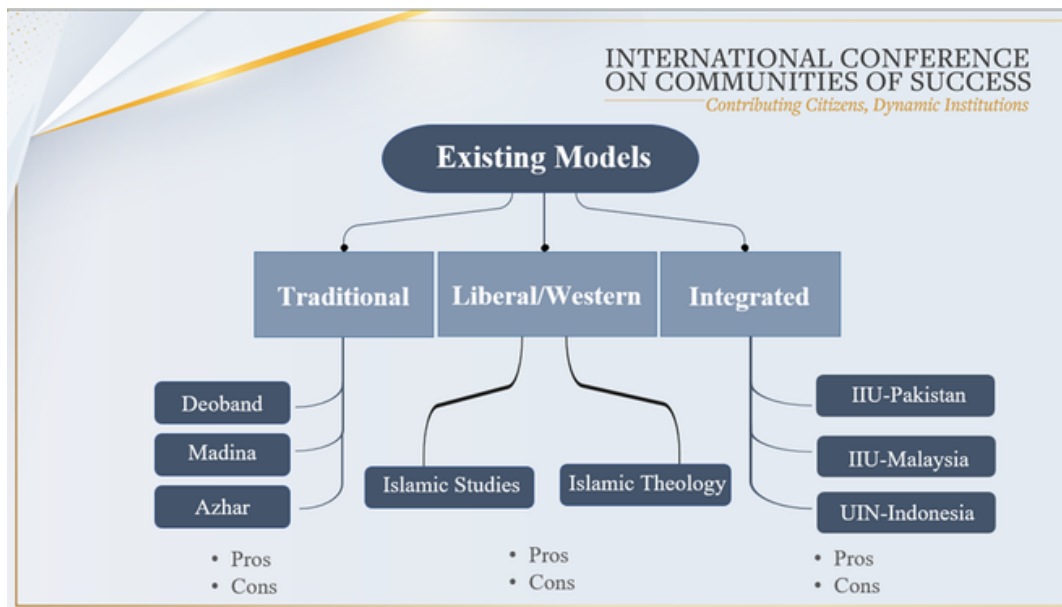 INTERNATIONAL CONFERENCE
ON COMMUNITIES OF SUCCESS
Contributing Citizens, Dynamic Institutions
Existing Models
Traditional
Liberal/Western
Integrated
Deoband
Madina
Azhar
Islamic Studies
Islamic Theology
IIU-Pakistan
IIU-Malaysia
UIN-Indonesia
• Pros
• Cons
• Pros
• Cons
• Pros
• Cons